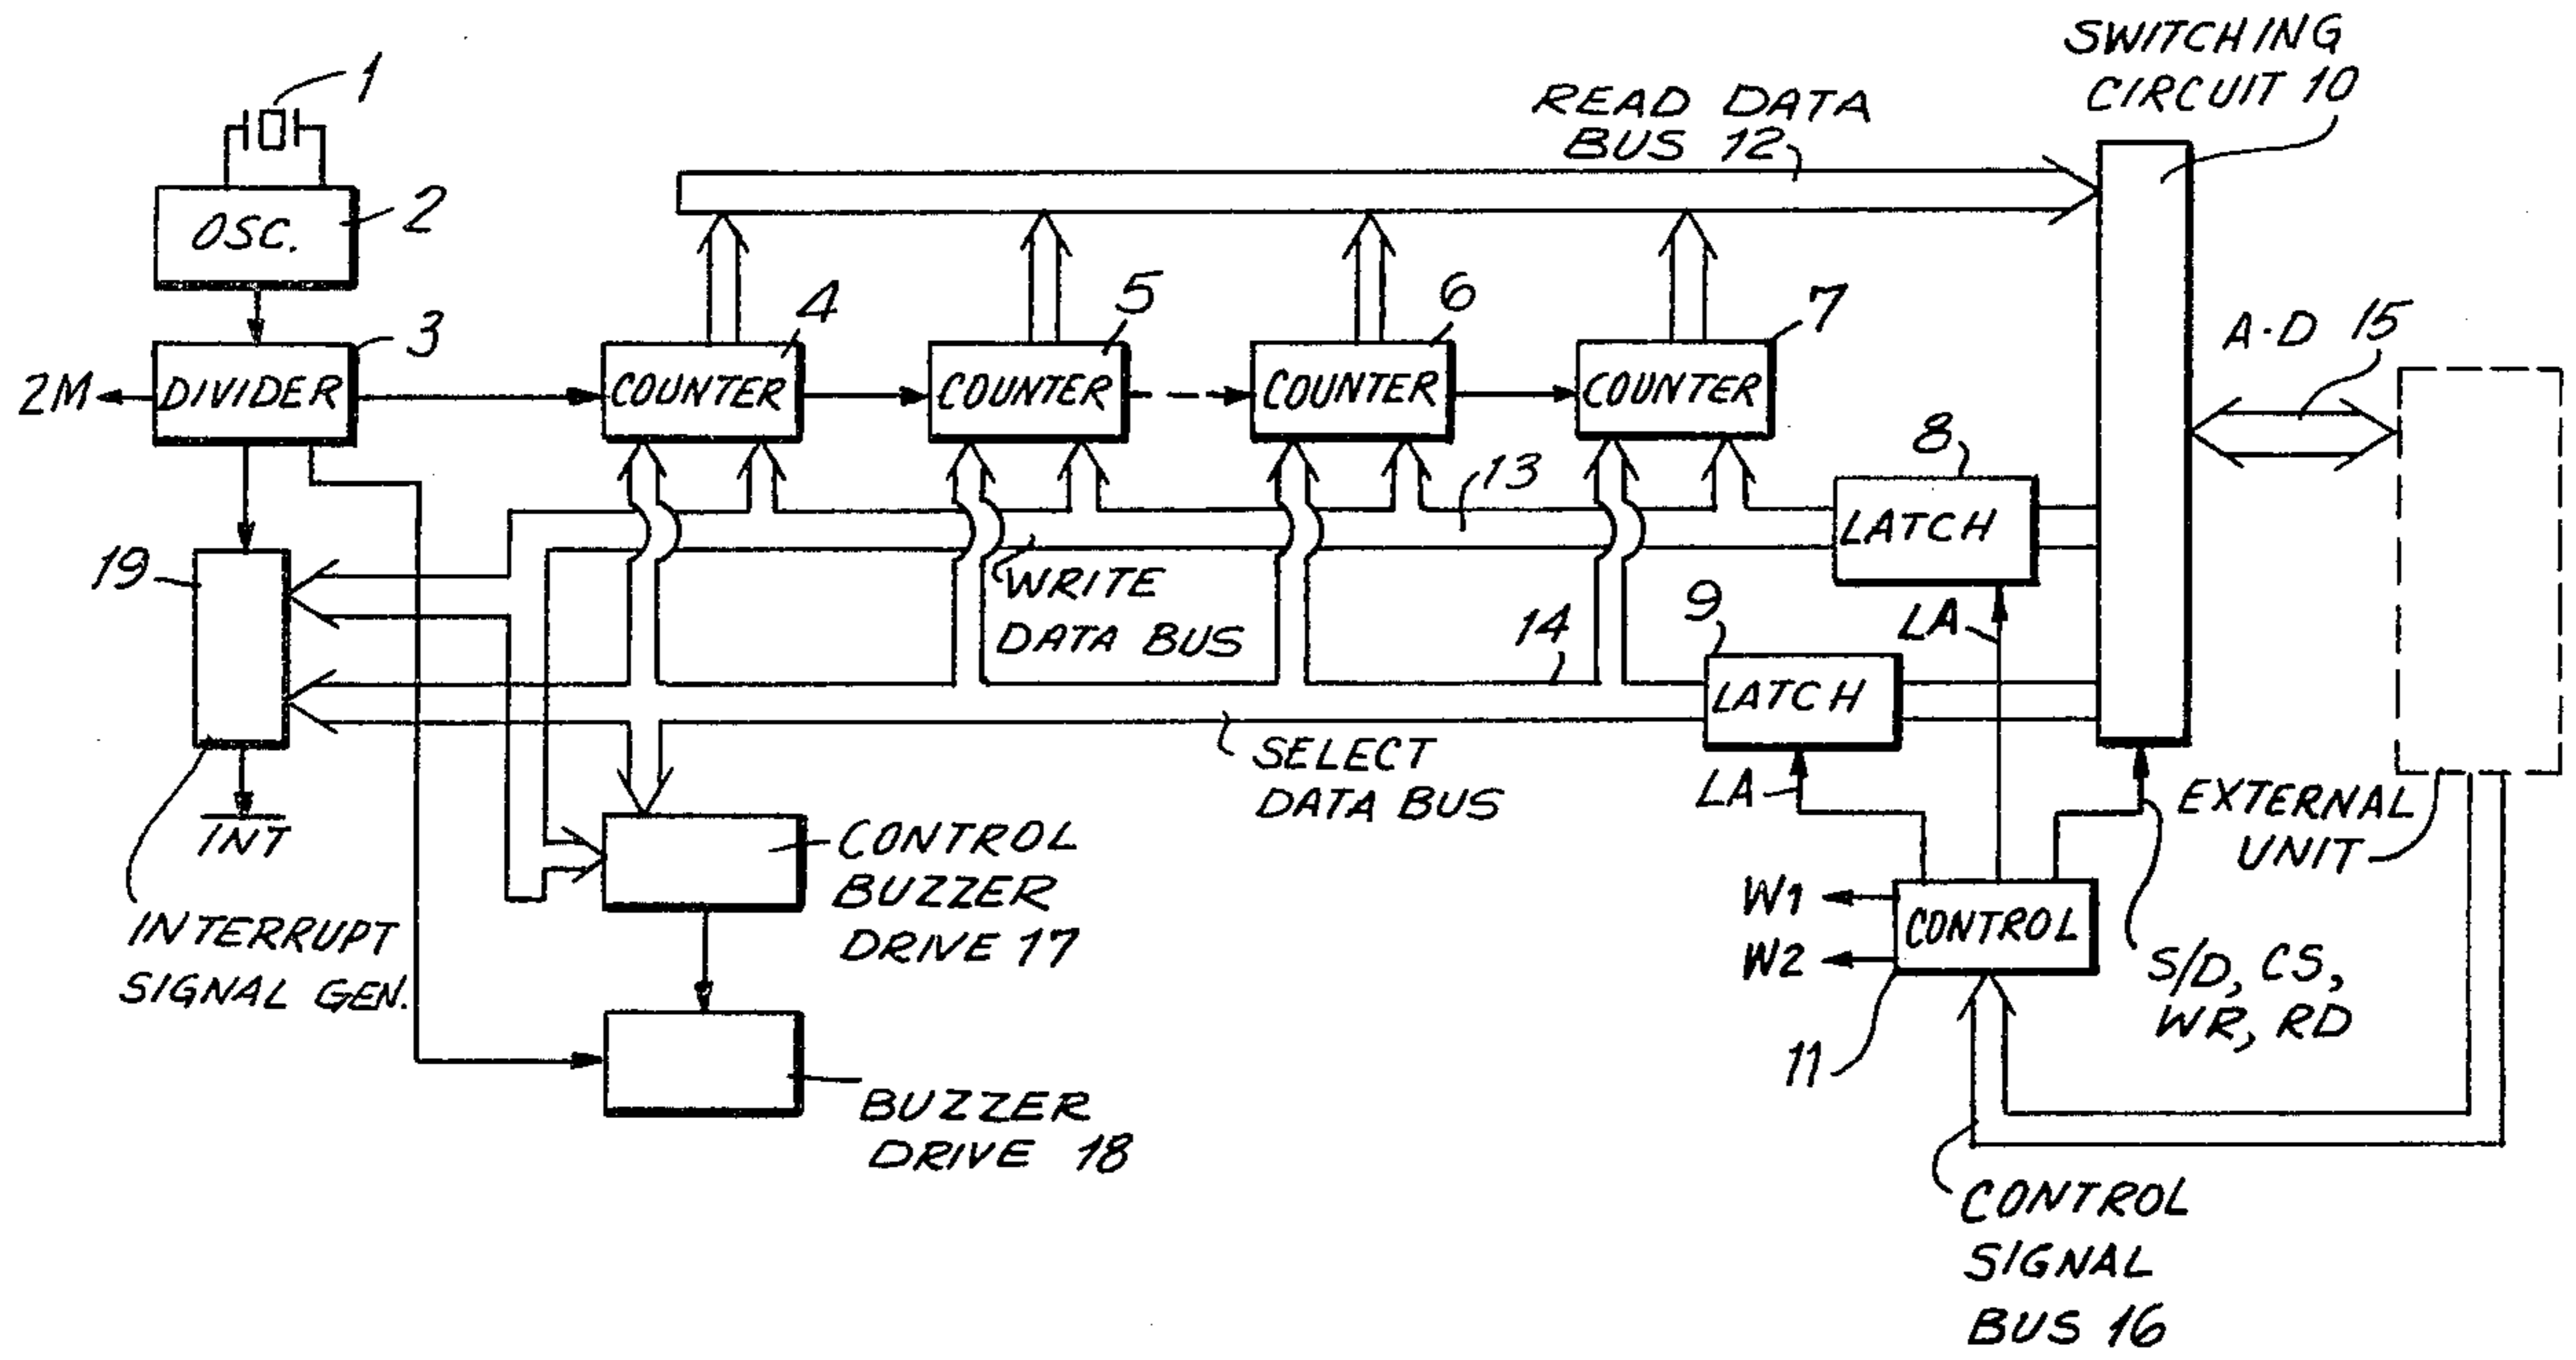 SWITCHING
CIRCUIT 10
1
READ DATA
BUS 12
OSC.
2
4
5
6
7
3
A-D 15
2M
DIVIDER
COUNTER
COUNTER
COUNTER
COUNTER
8
13
LATCH
19
WRITE
DATA BUS
14
9
LA
LATCH
SELECT
DATA BUS
LA
EXTERNAL
UNIT
INT
CONTROL
BUZZER
DRIVE 17
W1
W2
CONTROL
INTERRUPT
SIGNAL GEN.
S/D, CS,
WR, RD
11
BUZZER
DRIVE 18
CONTROL
SIGNAL
BUS 16